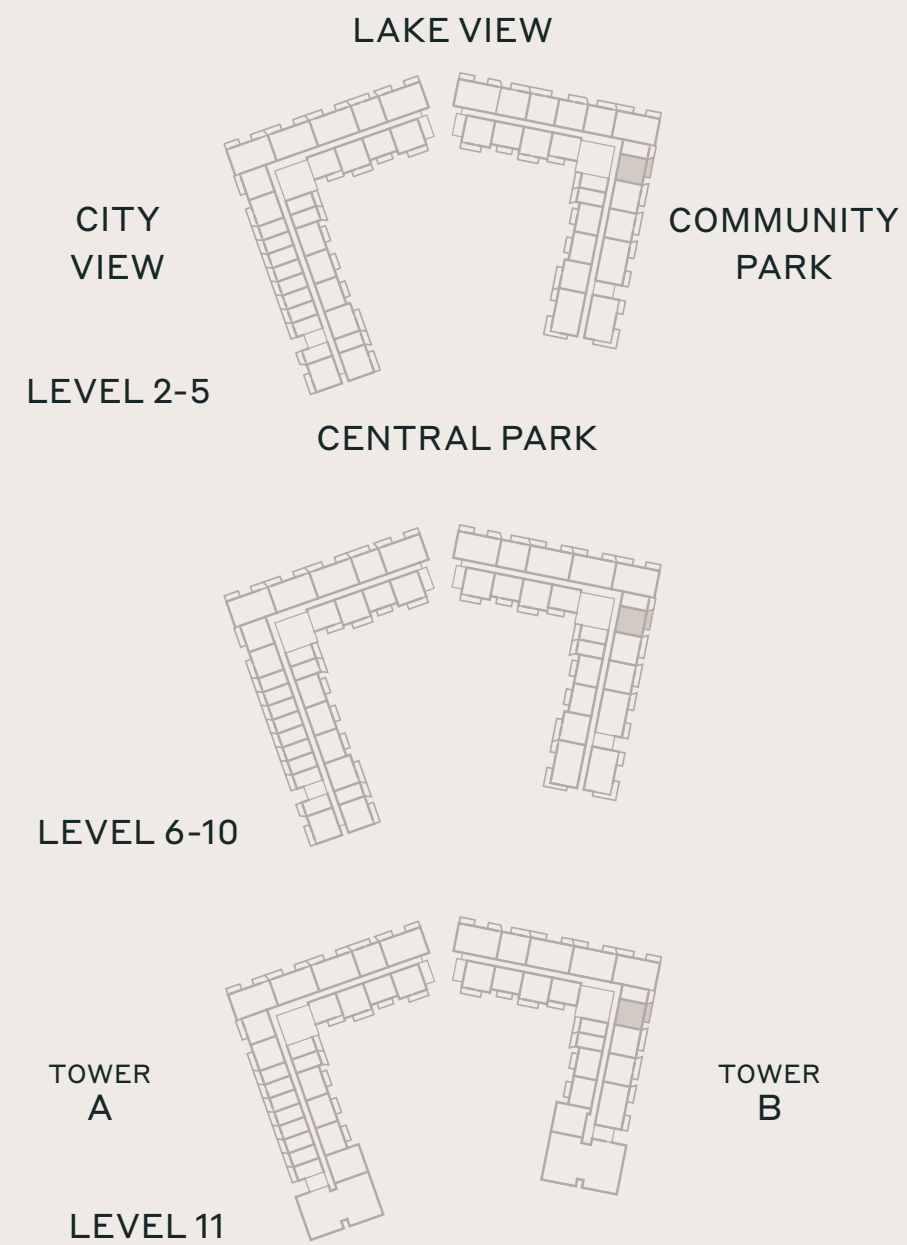 LAKE VIEW
CITY
VIEW
COMMUNITY
PARK
LEVEL 2-5
CENTRAL PARK
LEVEL 6-10
TOWER
A
TOWER
B
LEVEL 11